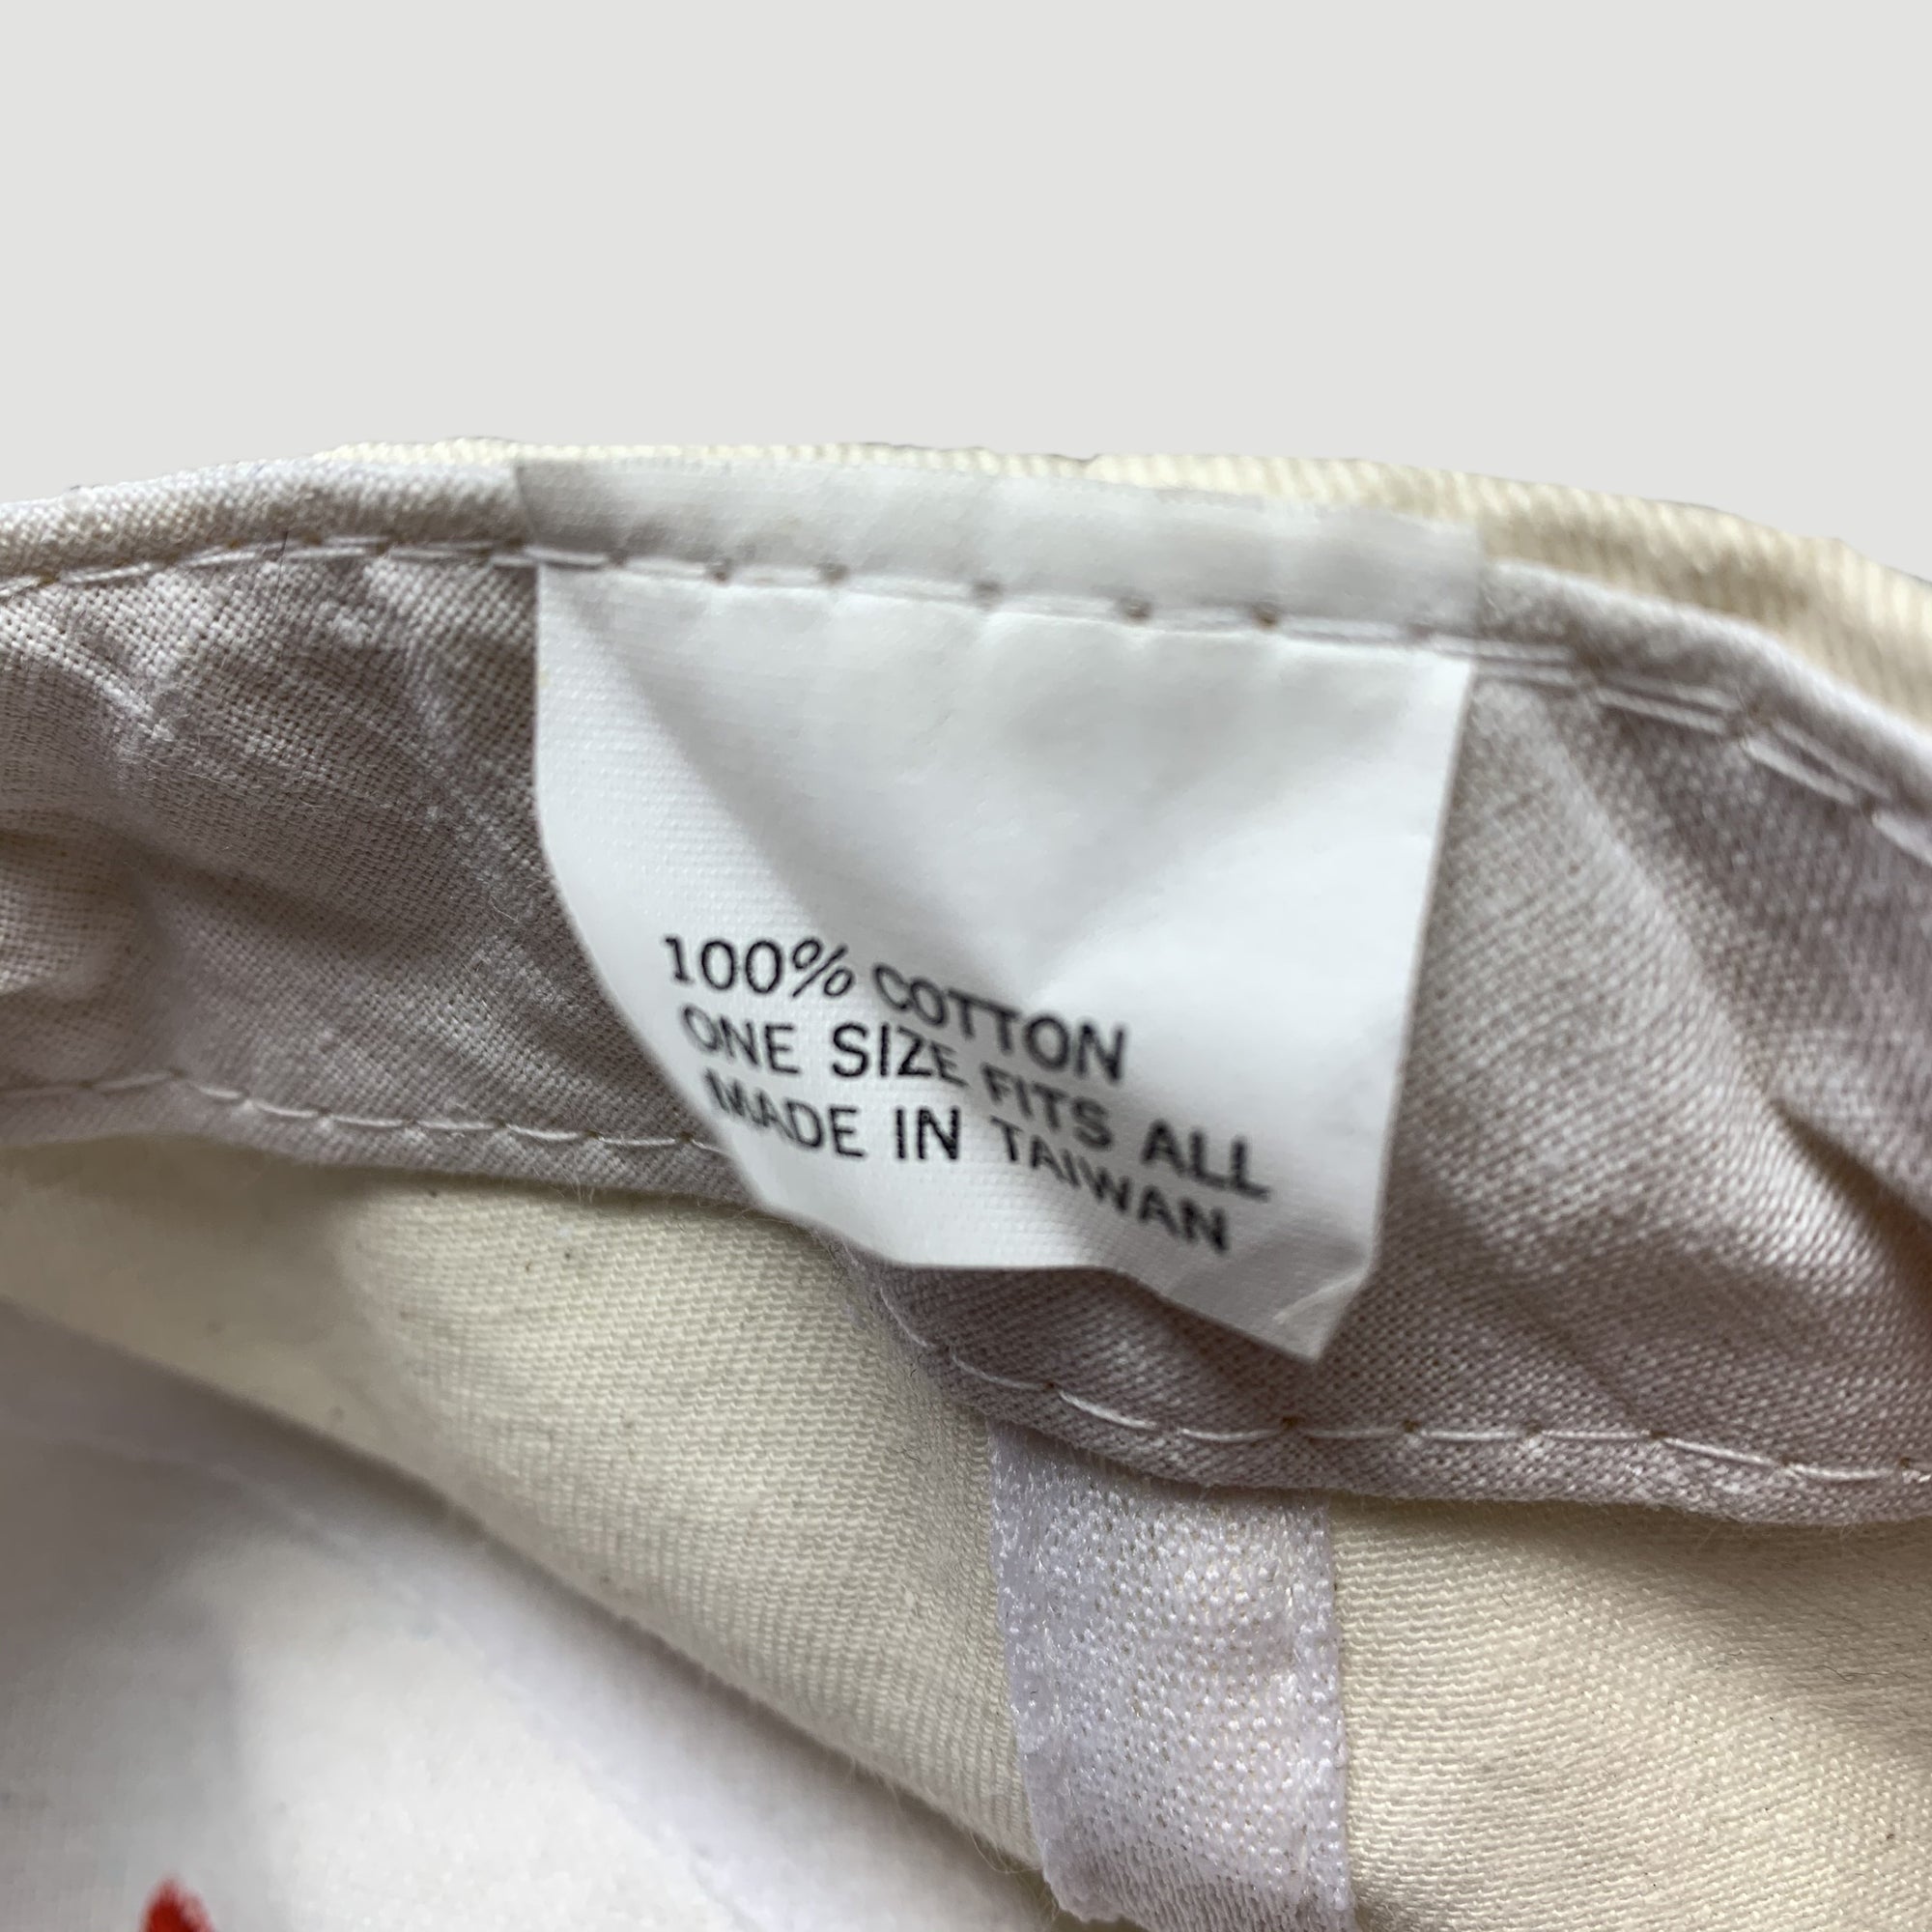 100% COTTON
ONE SIZE FITS ALL
MADE IN TAIWAN